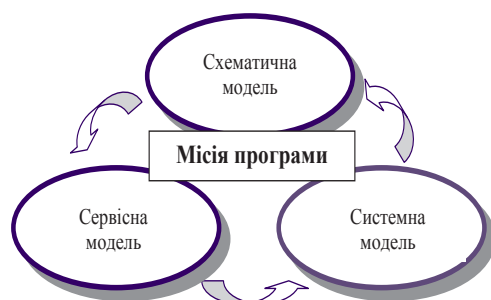 Схематична
модель
Місія програми
Сервісна
модель
Системна
модель